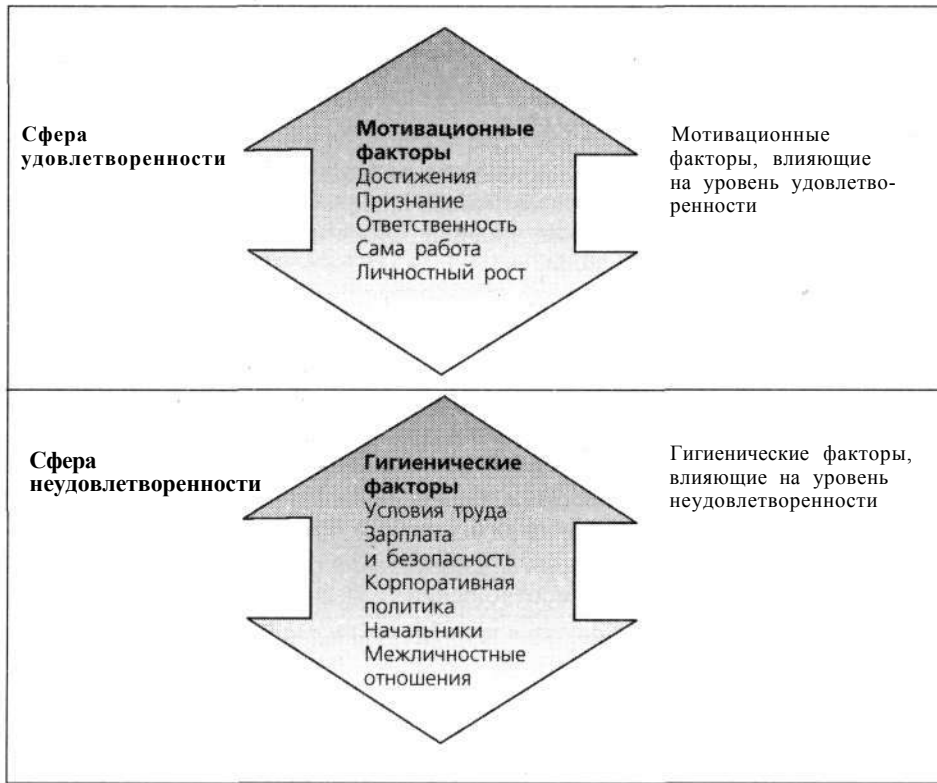 Сфера
удовлетворенности
Мотивационные
факторы
Достижения
Признание
Ответственность
Сама работа
Личностный рост
Мотивационные
факторы, влияющие
на уровень удовлетво-
ренности
Сфера
неудовлетворенности
Гигиенические
факторы
Условия труда
Зарплата
и безопасность
Корпоративная
политика
Начальники
Межличностные
отношения
Гигиенические факторы,
влияющие на уровень
неудовлетворенности